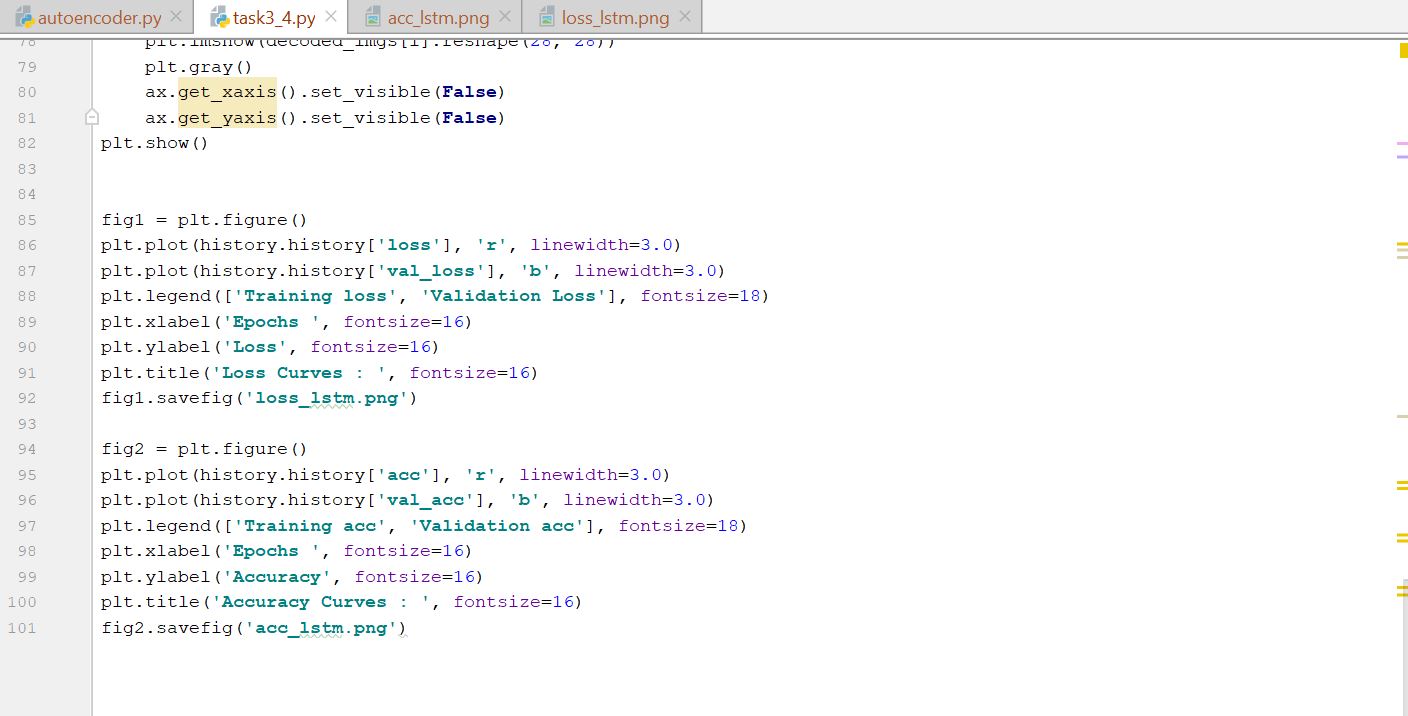 autoencoder.py task3_4.py acc_lstm.png loss_lstm.png
78 plt.imshow(decoded_imgs[i].reshape(28, 28))
79 plt.gray()
80 ax.get_xaxis().set_visible(False)
81 ax.get_yaxis().set_visible(False)
82 plt.show()
83
84
85 fig1 = plt.figure()
86 plt.plot(history.history['loss'], 'r', linewidth=3.0)
87 plt.plot(history.history['val_loss'], 'b', linewidth=3.0)
88 plt.legend(['Training loss', 'Validation Loss'], fontsize=18)
89 plt.xlabel('Epochs ', fontsize=16)
90 plt.ylabel('Loss', fontsize=16)
91 plt.title('Loss Curves : ', fontsize=16)
92 fig1.savefig('loss_lstm.png')
93
94 fig2 = plt.figure()
95 plt.plot(history.history['acc'], 'r', linewidth=3.0)
96 plt.plot(history.history['val_acc'], 'b', linewidth=3.0)
97 plt.legend(['Training acc', 'Validation acc'], fontsize=18)
98 plt.xlabel('Epochs ', fontsize=16)
99 plt.ylabel('Accuracy', fontsize=16)
100 plt.title('Accuracy Curves : ', fontsize=16)
101 fig2.savefig('acc_lstm.png')